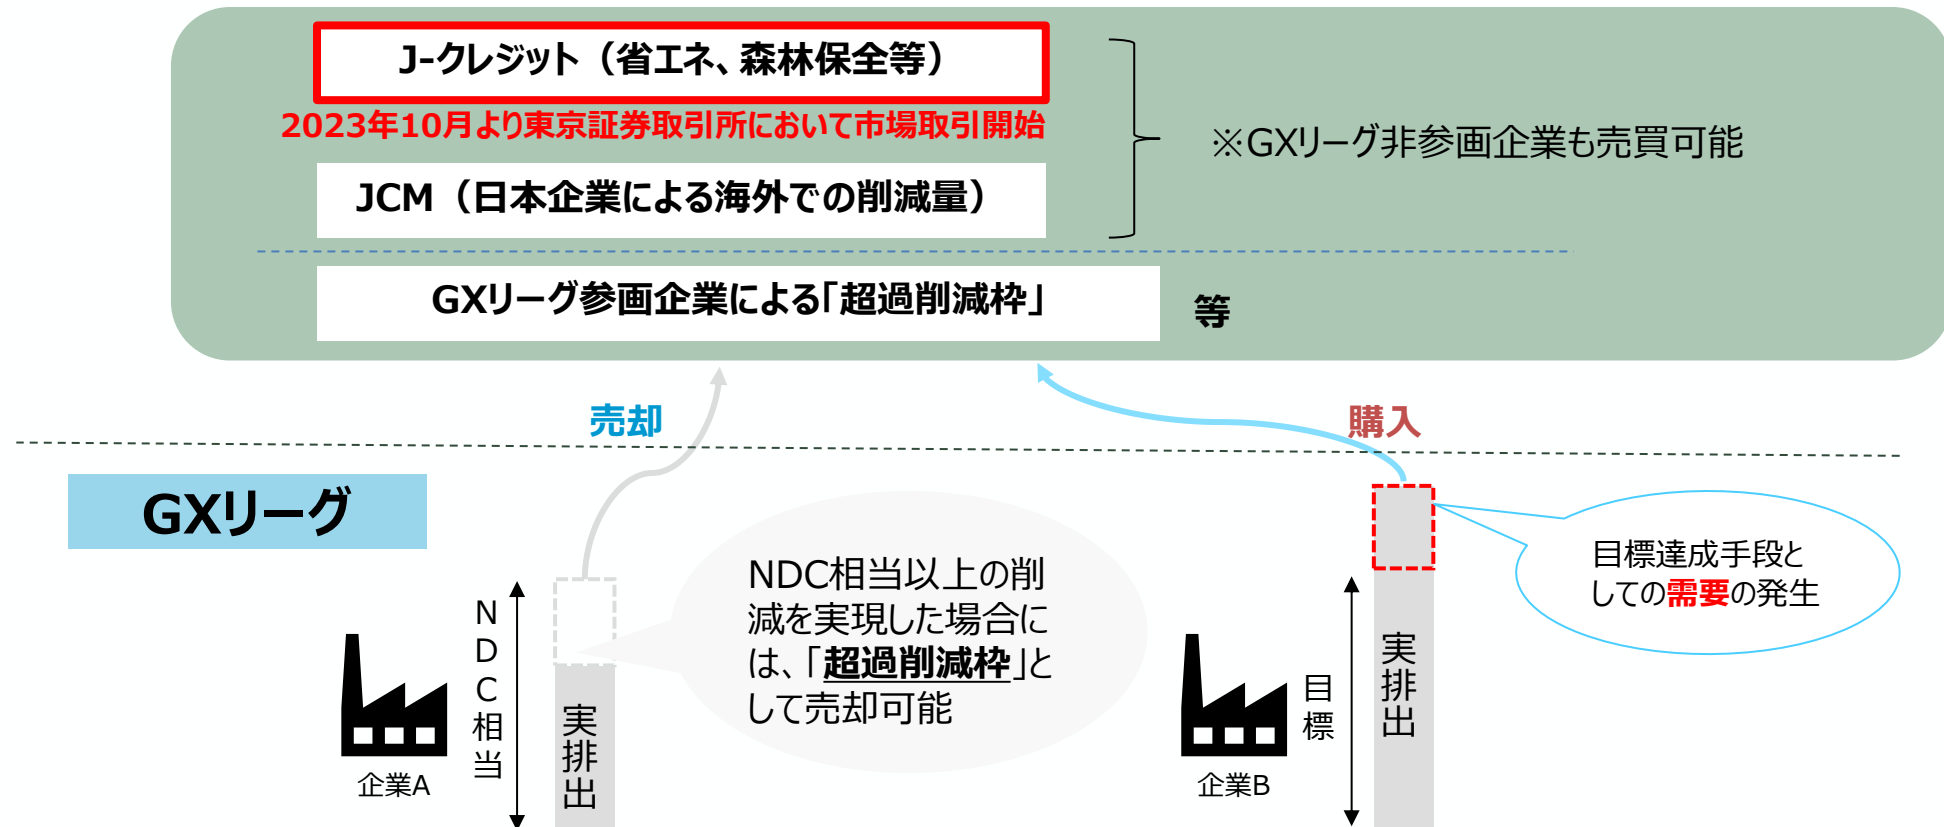 J-クレジット（省エネ、森林保全等）
2023年10月より東京証券取引所において市場取引開始
※GXリーグ非参画企業も売買可能
JCM（日本企業による海外での削減量）
GXリーグ参画企業による「超過削減枠」
等
売却
購入
GXリーグ
NDC相当
実排出
企業A
NDC相当以上の削
減を実現した場合に
は、「超過削減枠」と
して売却可能
企業B
目標
実排出
目標達成手段と
しての需要の発生